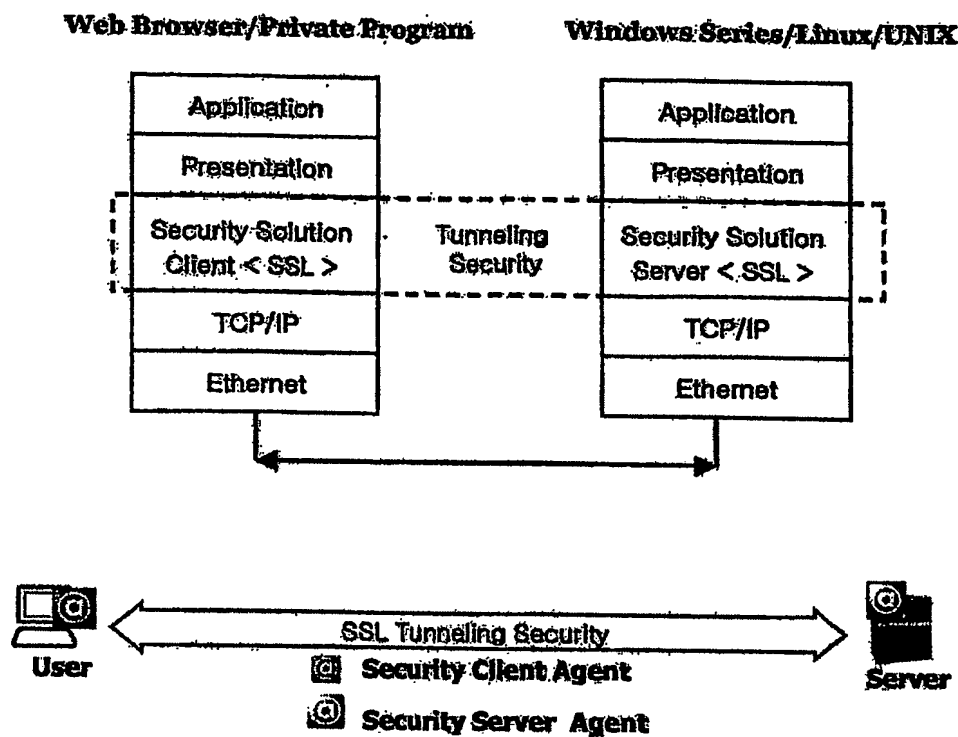 Web Browser/Private Program
Windows Series/Linux/UNIX
Application
Presentation
Security Solution
Client < SSL >
TCP/IP
Ethernet
Tunneling
Security
Application
Presentation
Security Solution
Server < SSL >
TCP/IP
Ethernet
SSL Tunneling Security
User
Server
@ Security Client Agent
@ Security Server Agent